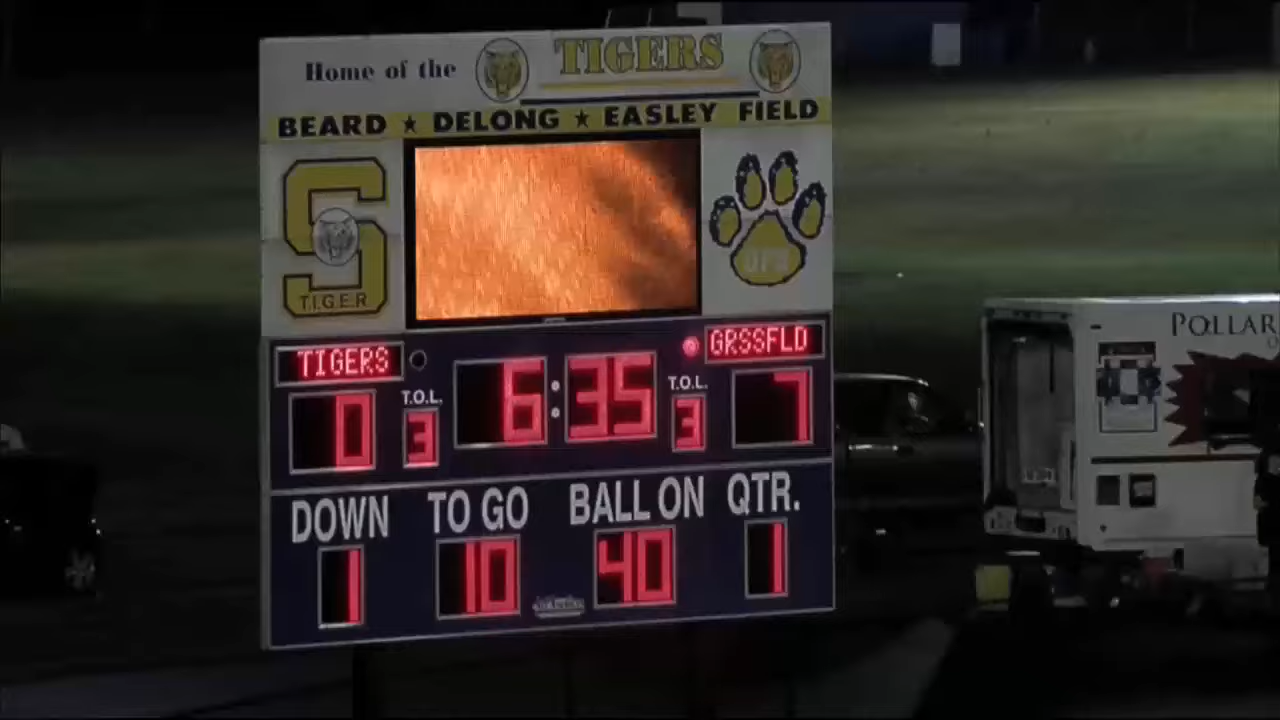 Home of the TIGERS
BEARD ★ DELONG ★ EASLEY FIELD
S
T.I.G.E.R
TIGERS
GRSSFLD
0
T.O.L.
3
6:35
T.O.L.
3
7
DOWN TO GO BALL ON QTR.
1 10 40 1
POLLAR